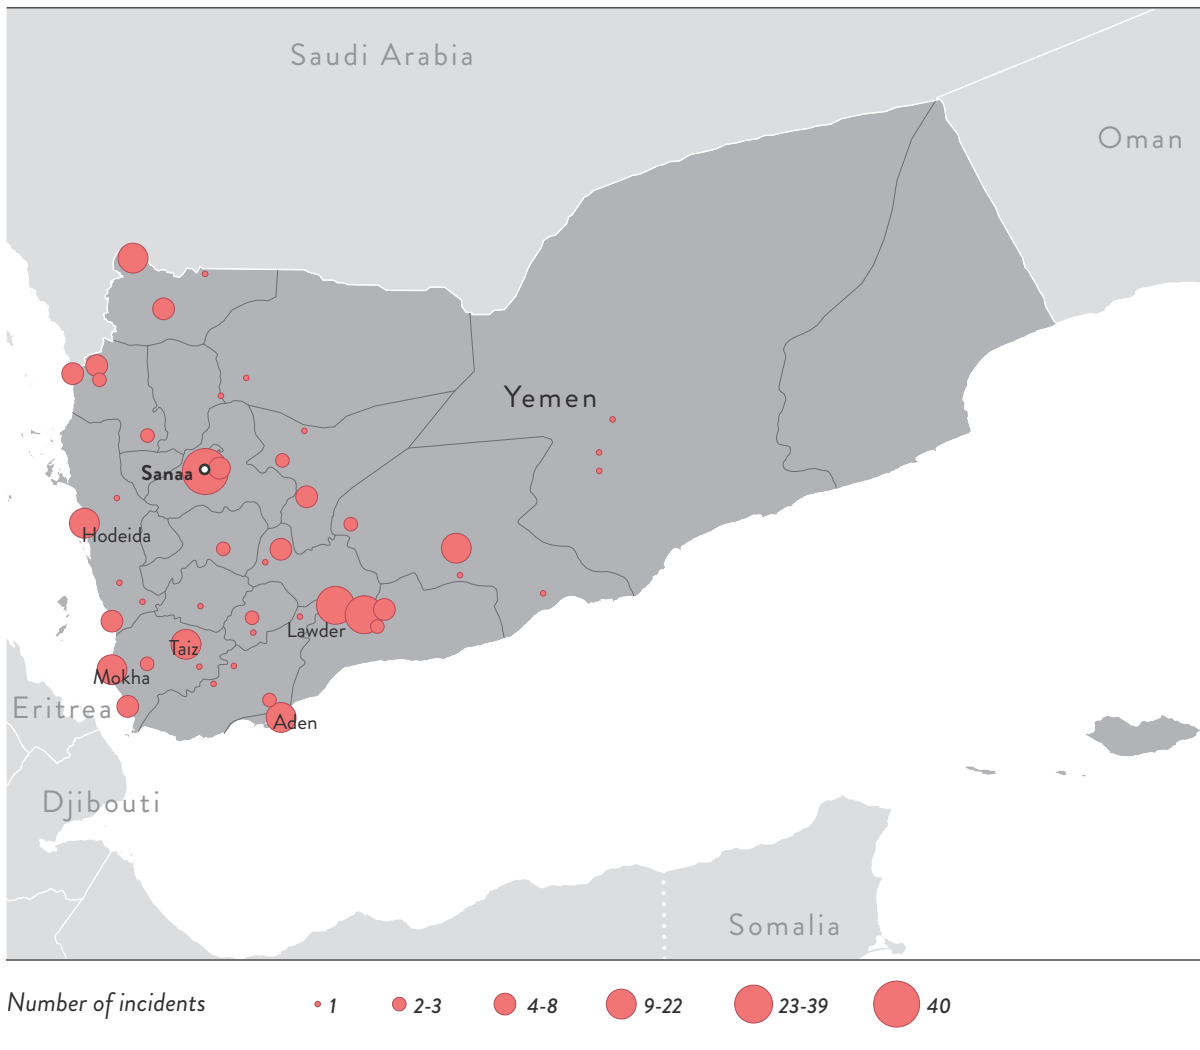 Saudi Arabia
Oman
Yemen
Sanaa
Hodeida
Lawder
Taiz
Mokha
Eritrea
Aden
Djibouti
Somalia
Number of incidents
1
2-3
4-8
9-22
23-39
40